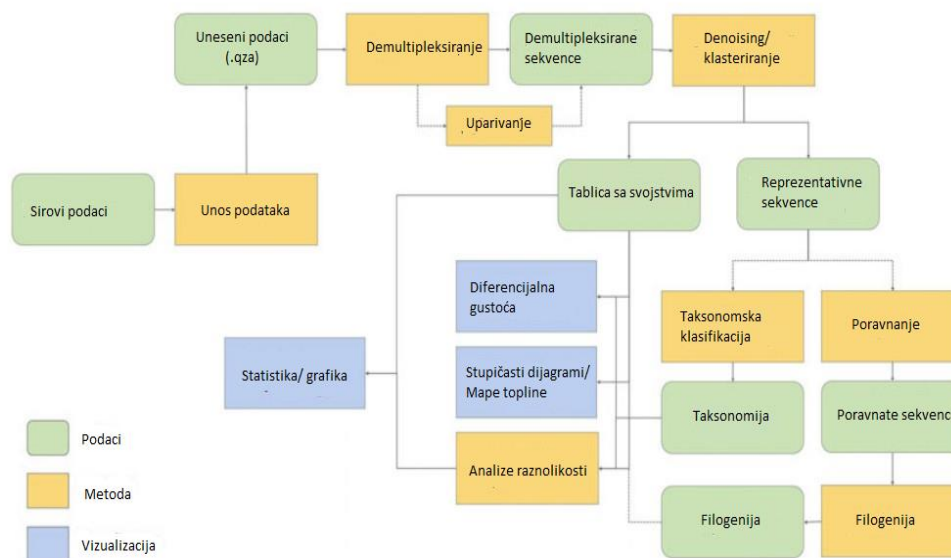 Uneseni podaci
(.qza)
Demultipleksiranje
Demultipleksirane
sekvence
Denoising/
klasteriranje
Uparivanje
Sirovi podaci
Unos podataka
Tablica sa svojstvima
Reprezentativne
sekvence
Diferencijalna
gustoća
Taksonomska
klasifikacija
Poravnanje
Statistika/ grafika
Stupičasti dijagrami/
Mape topline
Taksonomija
Poravnate sekvenc
Podaci
Analize raznolikosti
Metoda
Filogenija
Filogenija
Vizualizacija